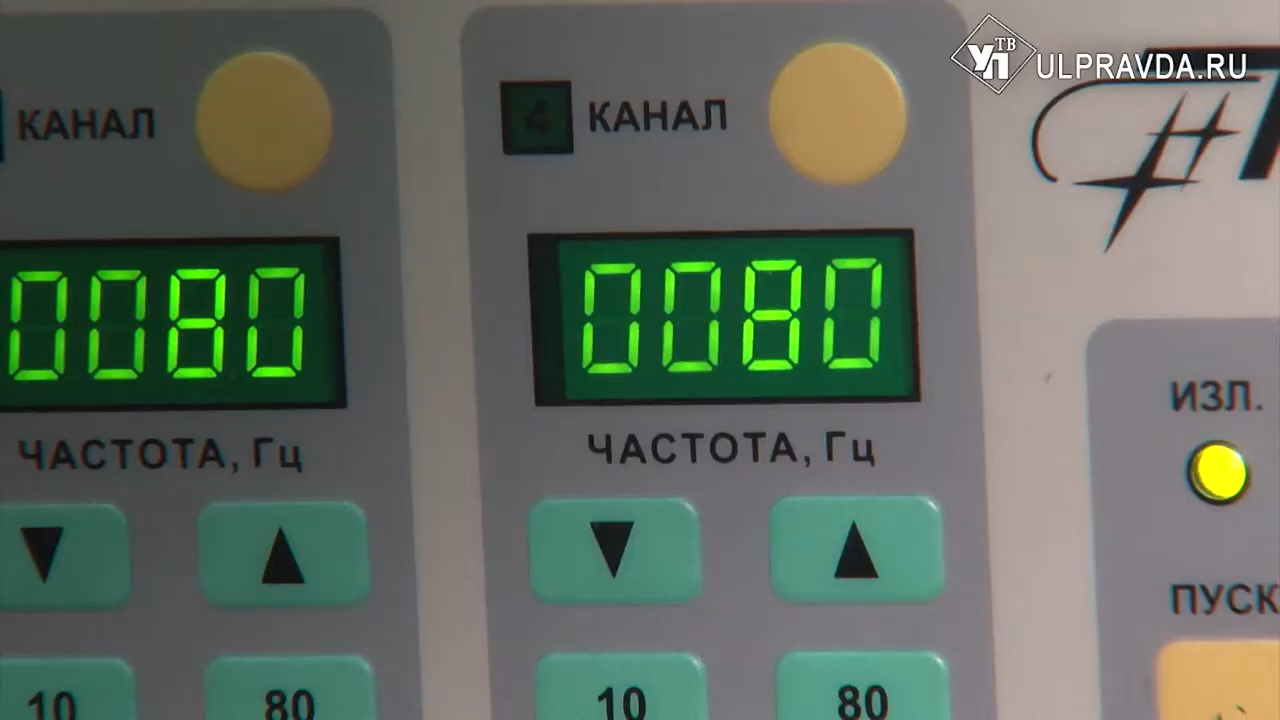 УП ТВ ULPRAVDA.RU
КАНАЛ
4 КАНАЛ
0080
0080
ЧАСТОТА, Гц
ЧАСТОТА, Гц
ИЗЛ.
ПУСК
10 80
10 80